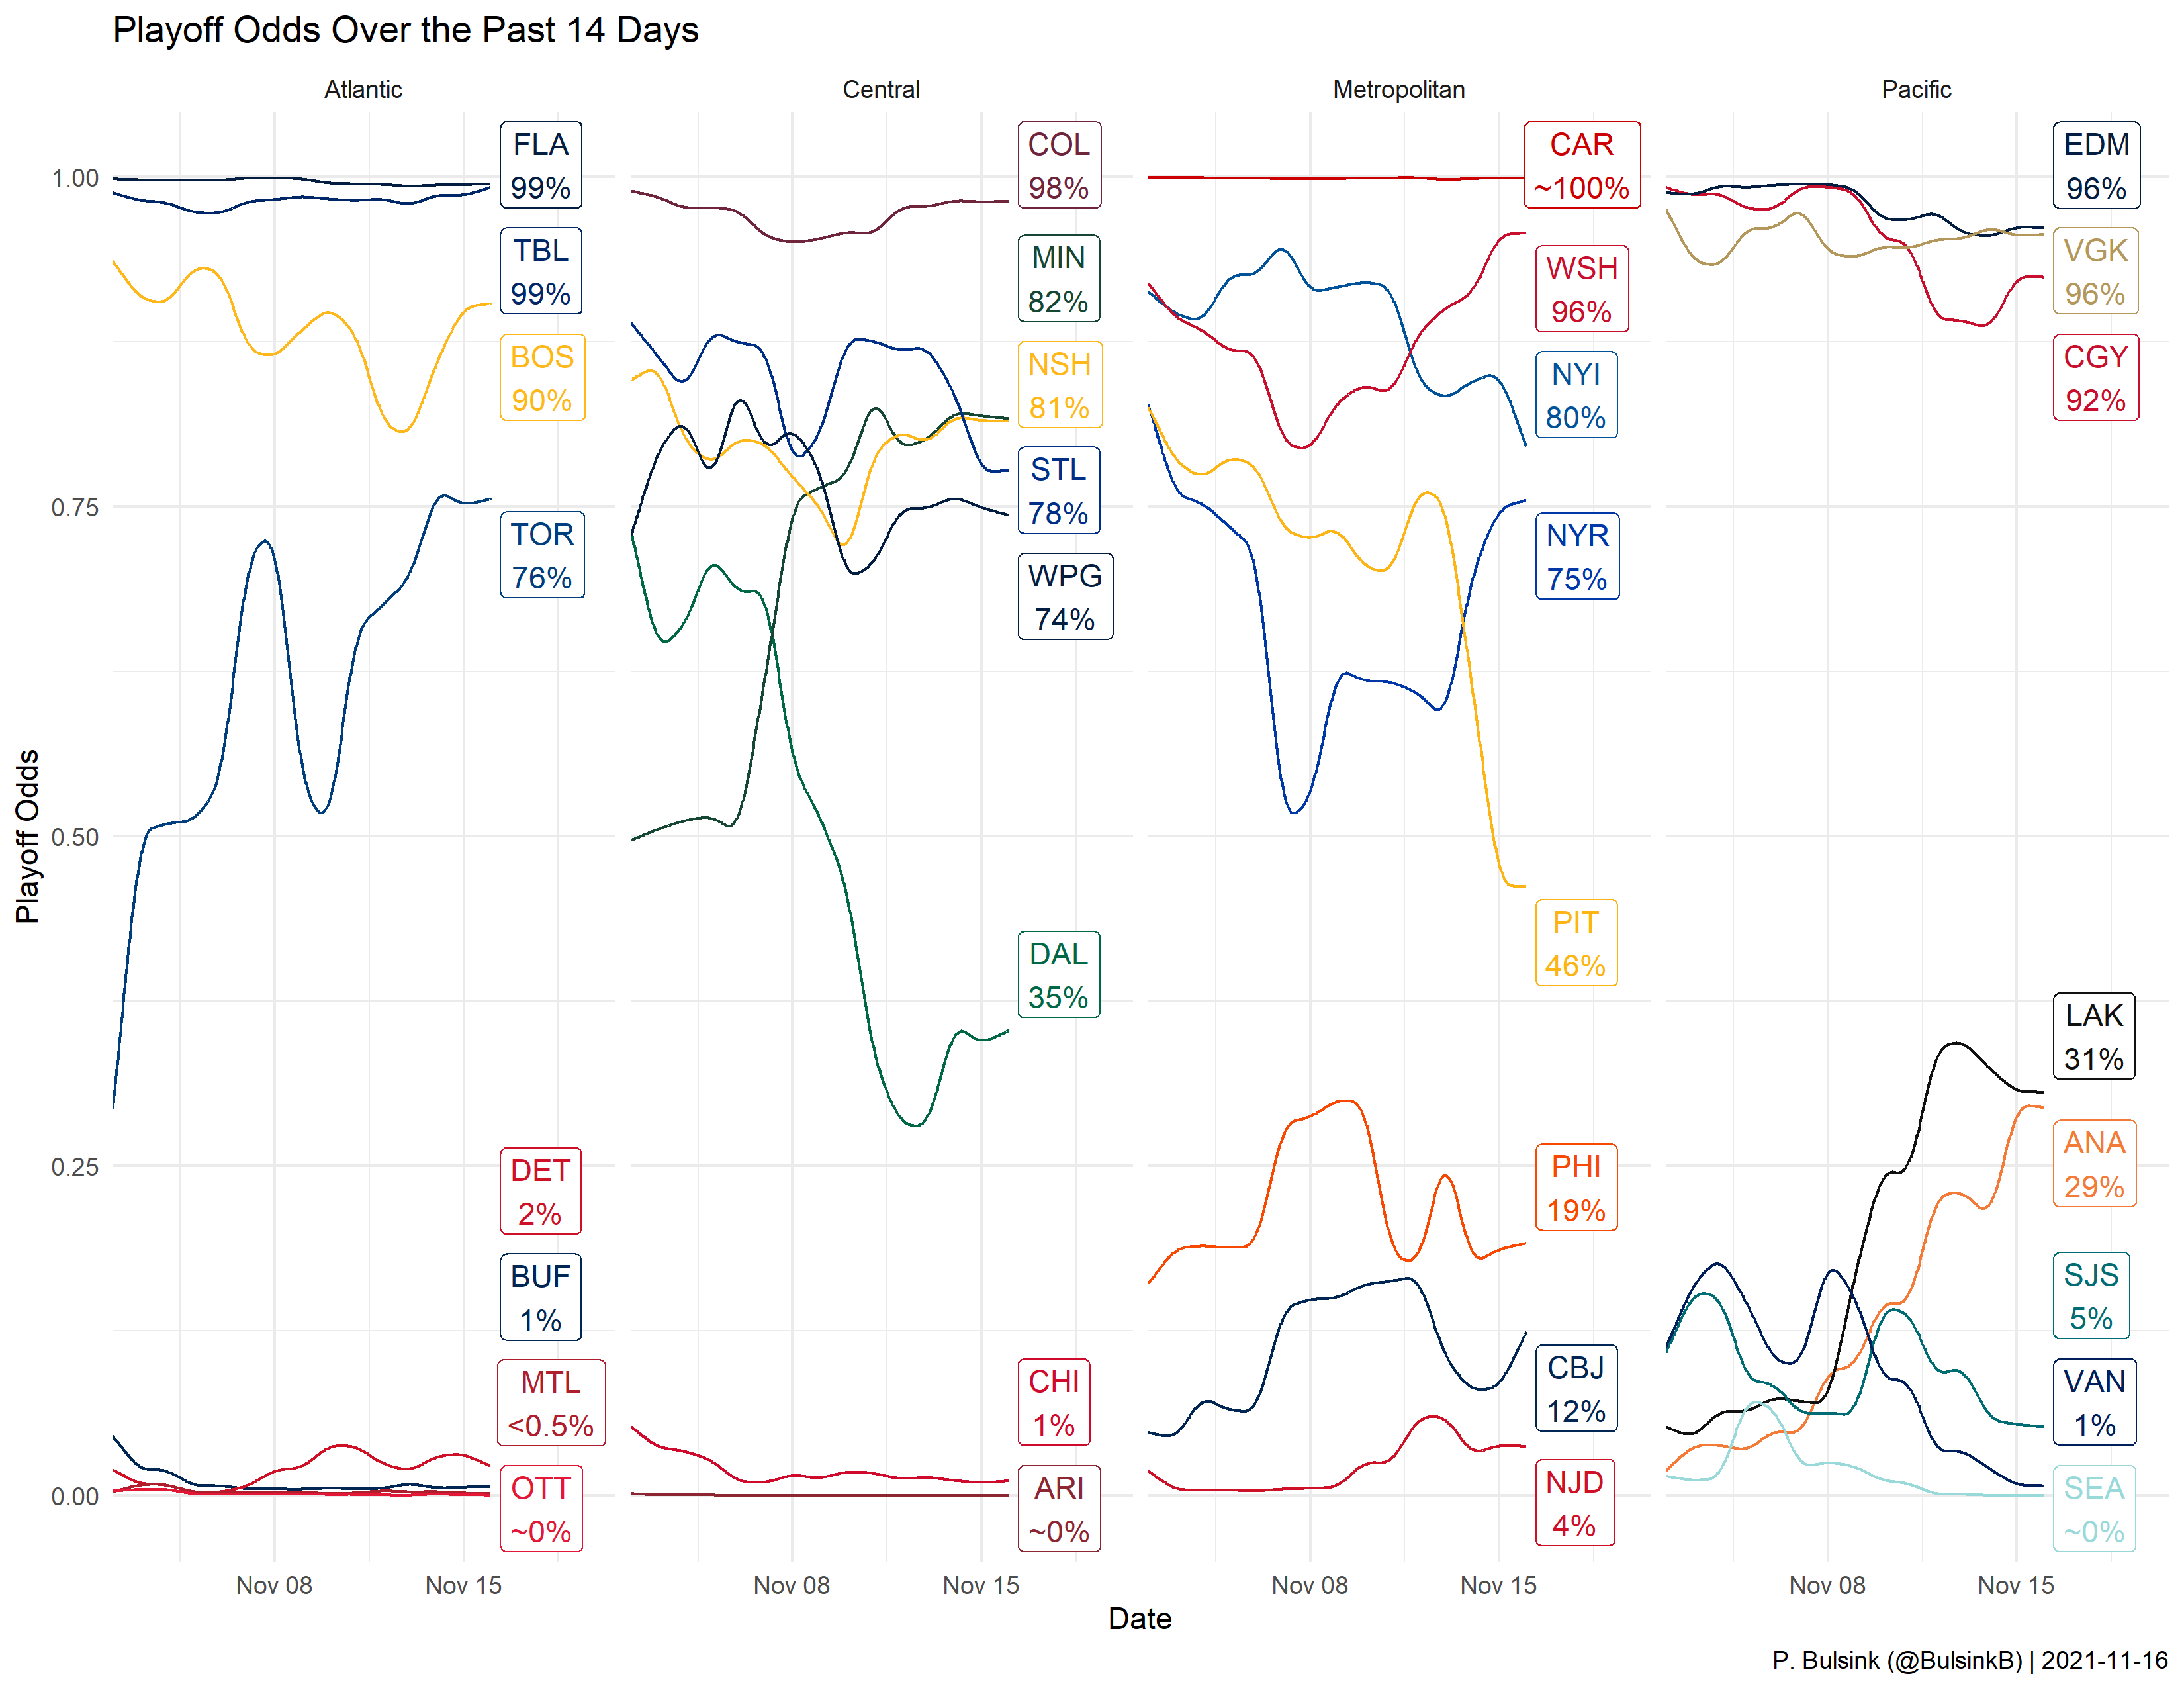 Playoff Odds Over the Past 14 Days
Atlantic
Central
Metropolitan
Pacific
Playoff Odds
1.00
0.75
0.50
0.25
0.00
FLA
99%
TBL
99%
BOS
90%
TOR
76%
DET
2%
BUF
1%
MTL
<0.5%
OTT
~0%
COL
98%
MIN
82%
NSH
81%
STL
78%
WPG
74%
DAL
35%
CHI
1%
ARI
~0%
CAR
~100%
WSH
96%
NYI
80%
NYR
75%
PIT
46%
PHI
19%
CBJ
12%
NJD
4%
EDM
96%
VGK
96%
CGY
92%
LAK
31%
ANA
29%
SJS
5%
VAN
1%
SEA
~0%
Nov 08
Nov 15
Nov 08
Nov 15
Nov 08
Nov 15
Nov 08
Nov 15
Date
P. Bulsink (@BulsinkB) | 2021-11-16